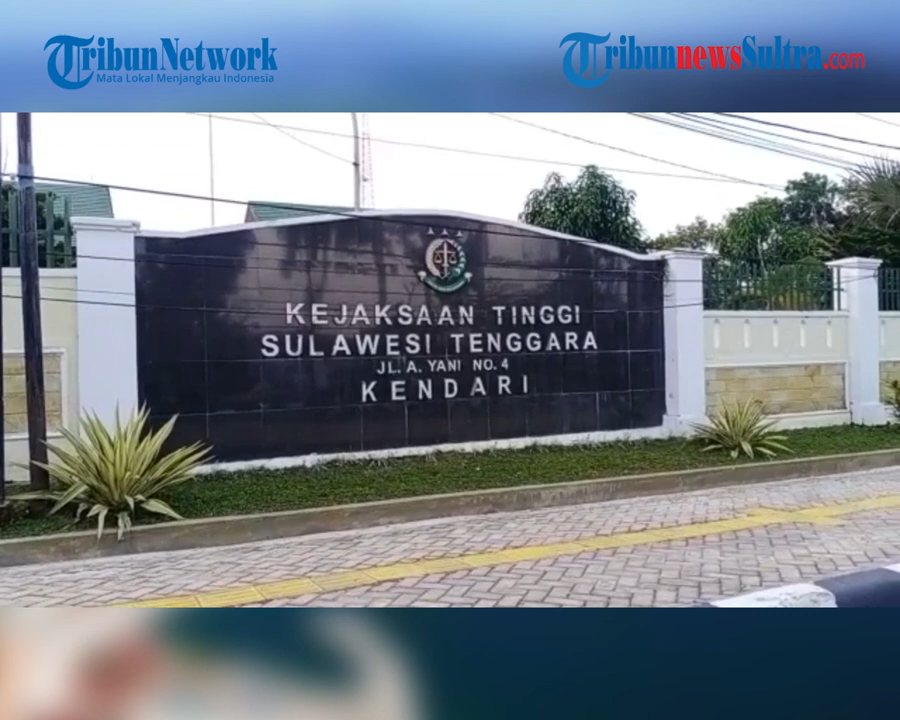 TribunNetwork
Mata Lokal Menjangkau Indonesia
TribunnewsSultra.com
KEJAKSAAN TINGGI
SULAWESI TENGGARA
JL. A. YANI NO. 4
KENDARI